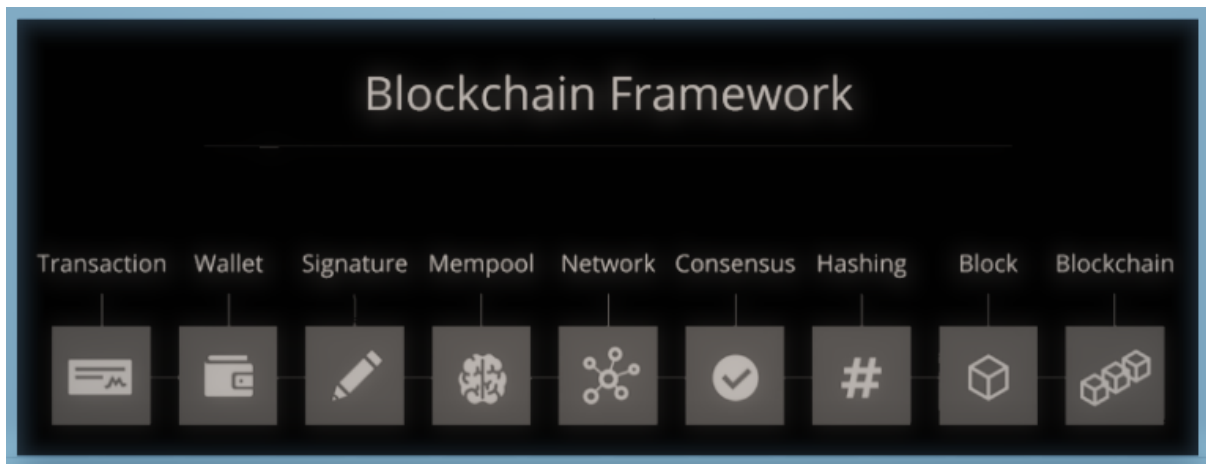 Blockchain Framework
Transaction Wallet Signature Mempool Network Consensus Hashing Block Blockchain